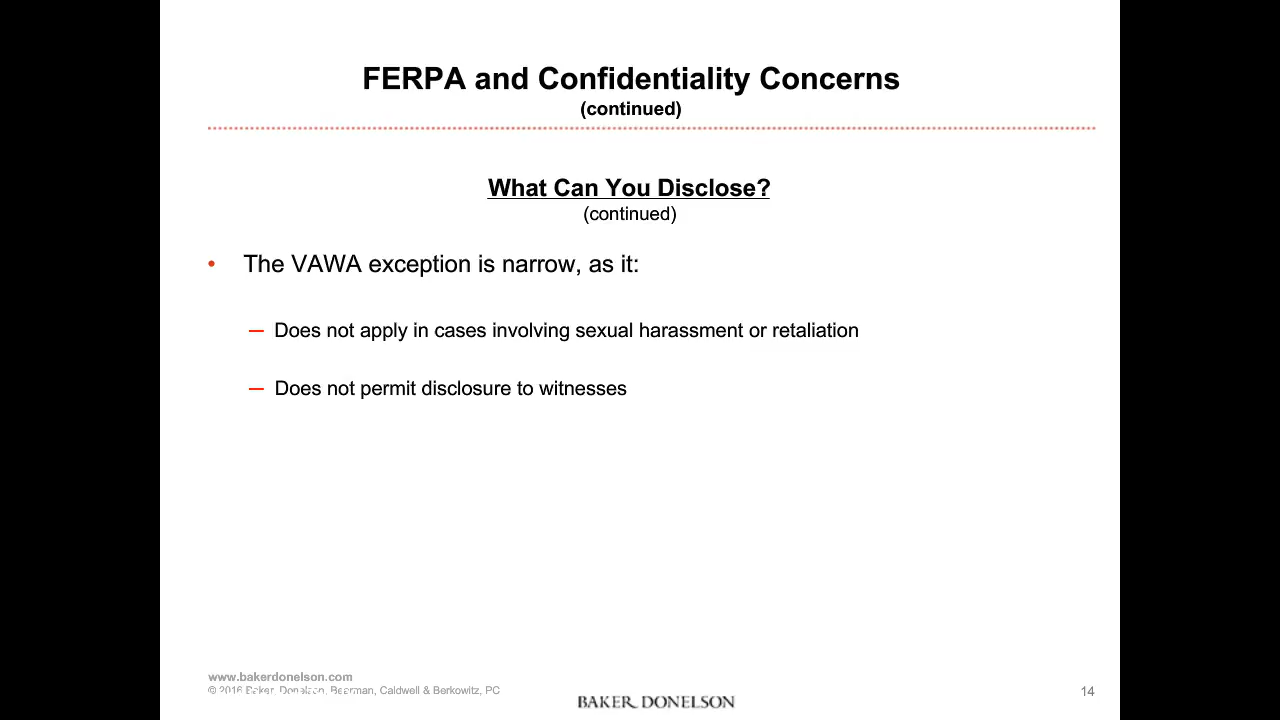 FERPA and Confidentiality Concerns
(continued)
What Can You Disclose?
(continued)
• The VAWA exception is narrow, as it:
— Does not apply in cases involving sexual harassment or retaliation
— Does not permit disclosure to witnesses
www.bakerdonelson.com
© 2016 Baker, Donelson, Bearman, Caldwell & Berkowitz, PC
BAKER DONELSON
14